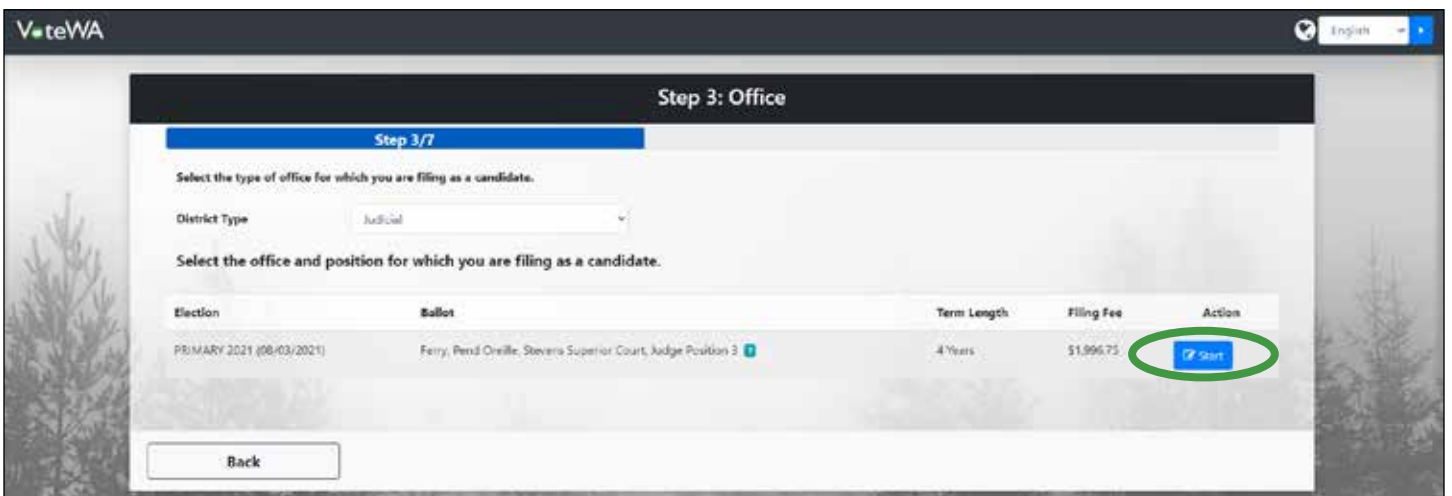 VoteWA
English
Step 3: Office
Step 3/7
Select the type of office for which you are filing as a candidate.
District Type Judicial
Select the office and position for which you are filing as a candidate.
Election Ballot Term Length Filing Fee Action
PRIMARY 2021 (08/03/2021) Ferry, Pend Oreille, Stevens Superior Court, Judge Position 3 ? 4 Years $1,996.75 Start
Back